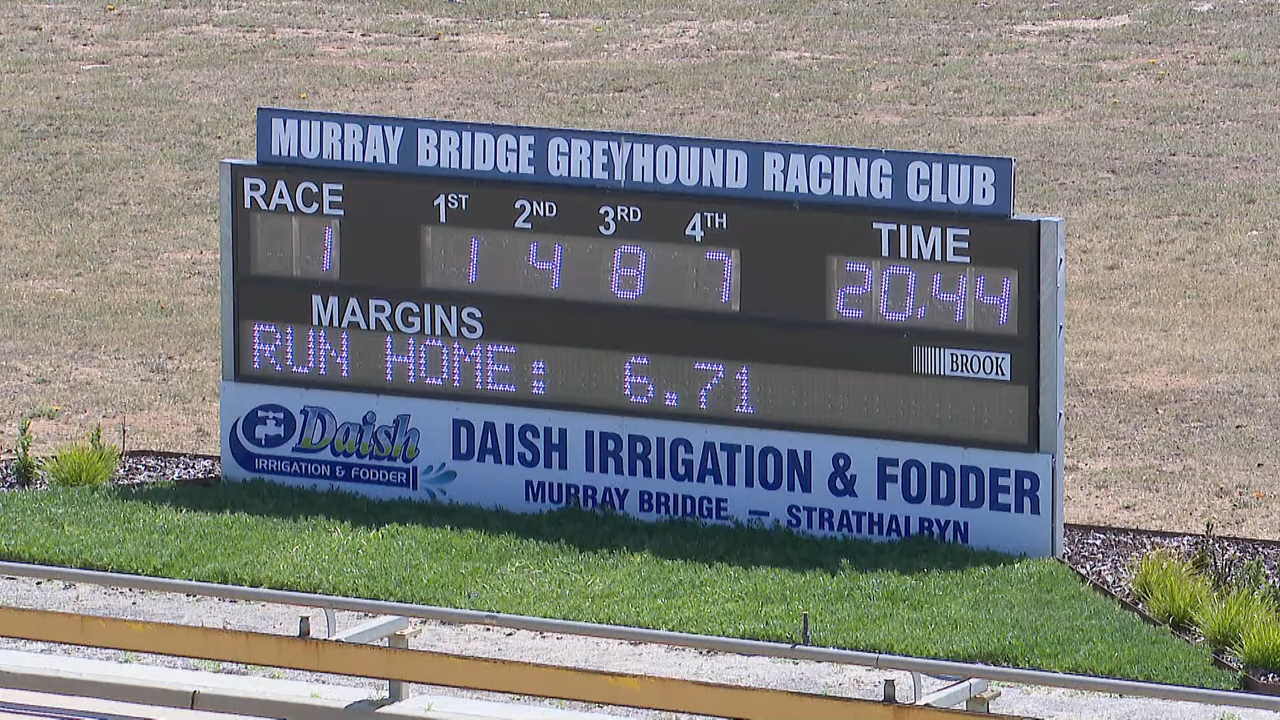 MURRAY BRIDGE GREYHOUND RACING CLUB
RACE 1ST 2ND 3RD 4TH TIME
1 1 4 8 7 20.44
MARGINS
BROOK
RUN HOME: 6.71
Daish
IRRIGATION & FODDER
DAISH IRRIGATION & FODDER
MURRAY BRIDGE – STRATHALBYN